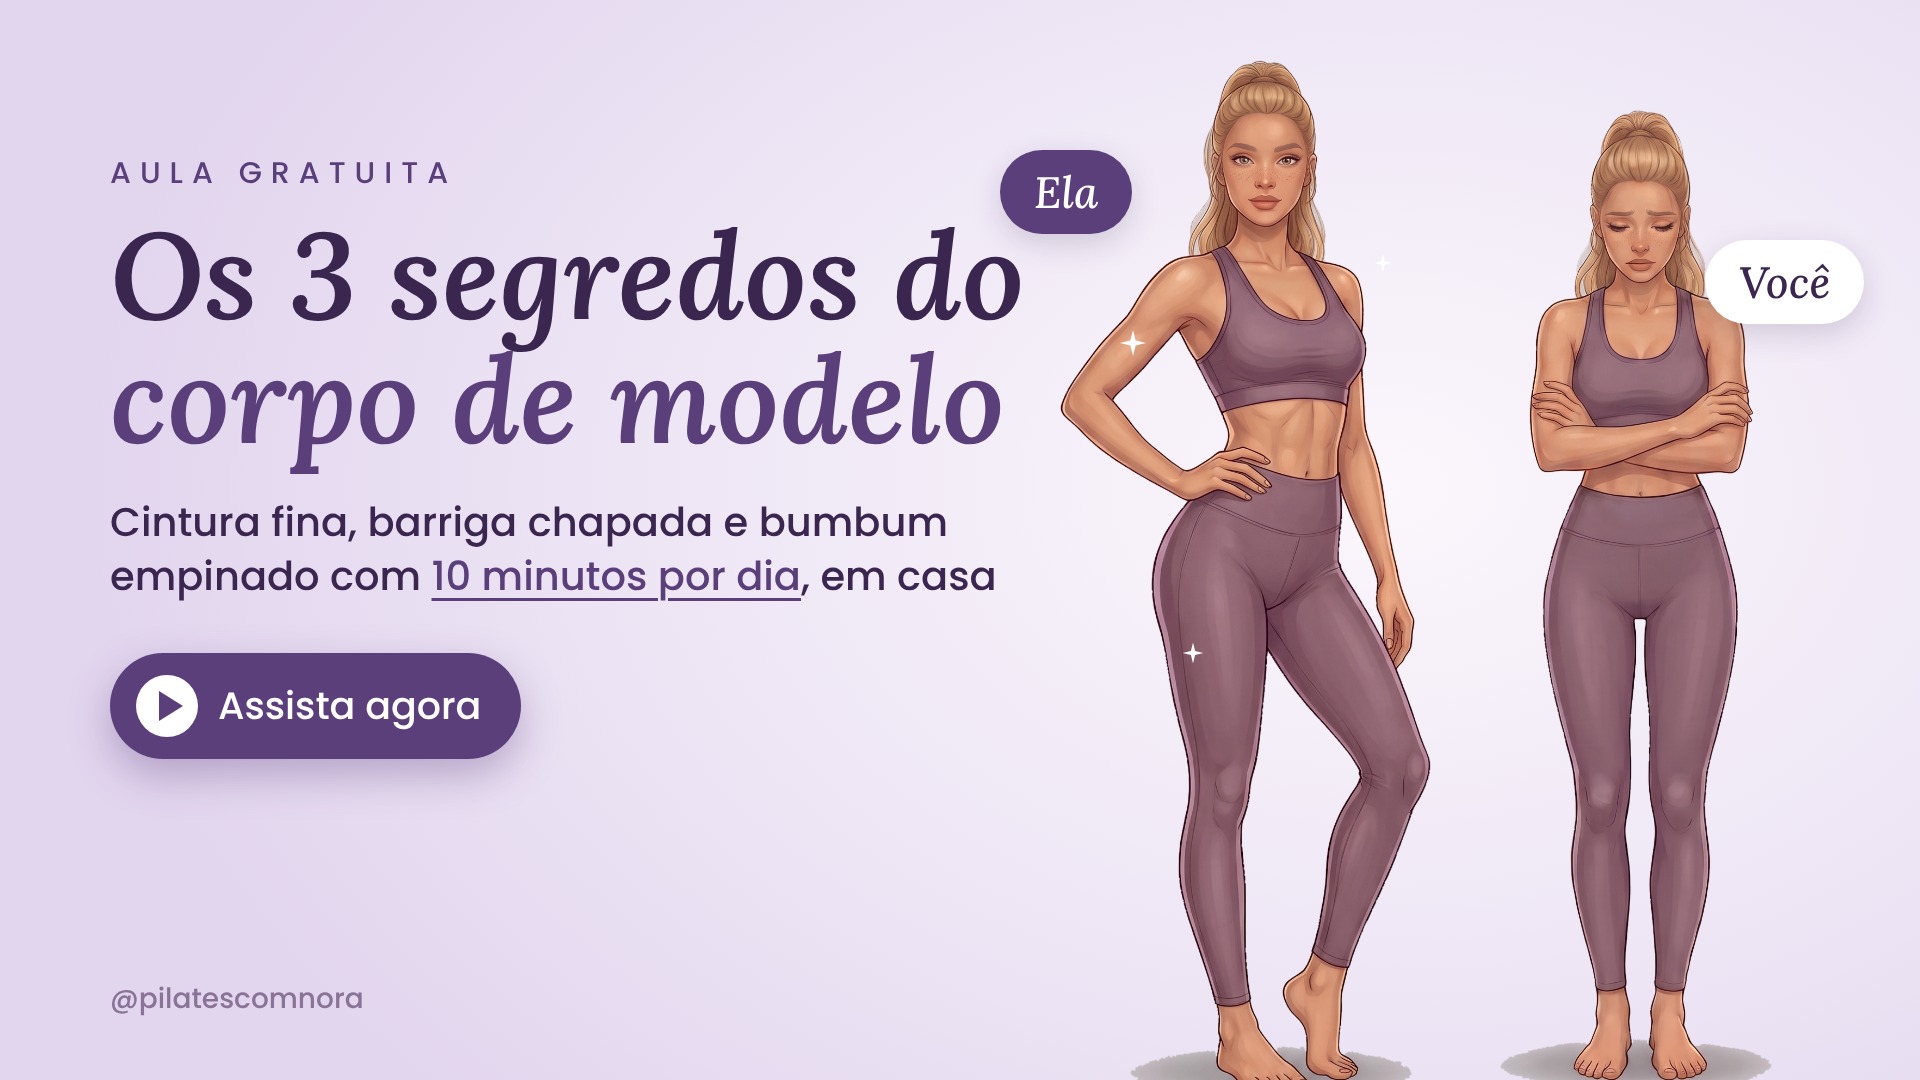 AULA GRATUITA
Os 3 segredos do
corpo de modelo
Cintura fina, barriga chapada e bumbum
empinado com 10 minutos por dia, em casa
Assista agora
@pilatescomnora
Ela
Você